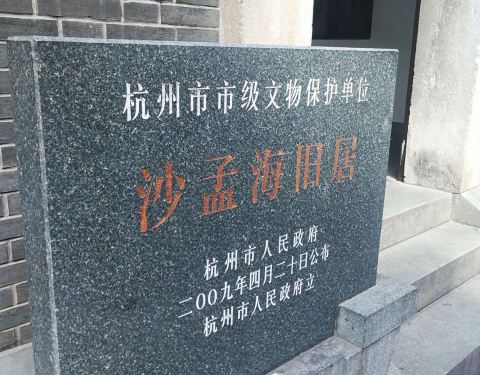 杭州市市级文物保护单位
沙孟海旧居
杭州市人民政府
二00九年四月二十日公布
杭州市人民政府立